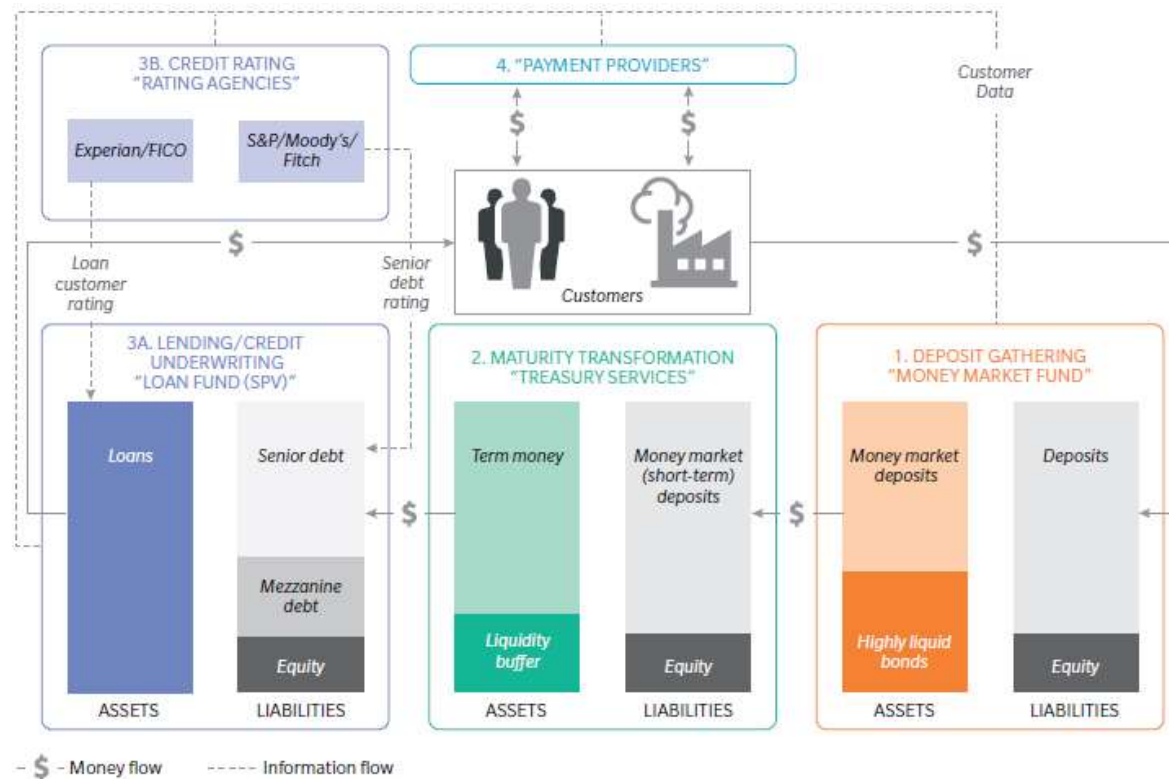 3B. CREDIT RATING
"RATING AGENCIES"
Experian/FICO
S&P/Moody's/
Fitch
4. "PAYMENT PROVIDERS"
Customer
Data
$
$
$
$
Customers
Loan
customer
rating
Senior
debt
rating
3A. LENDING/CREDIT
UNDERWRITING
"LOAN FUND (SPV)"
Loans
Senior debt
Mezzanine
debt
Equity
ASSETS
LIABILITIES
$
2. MATURITY TRANSFORMATION
"TREASURY SERVICES"
Term money
Liquidity
buffer
Money market
(short-term)
deposits
Equity
ASSETS
LIABILITIES
$
1. DEPOSIT GATHERING
"MONEY MARKET FUND"
Money market
deposits
Highly liquid
bonds
Deposits
Equity
ASSETS
LIABILITIES
- $ - Money flow
------ Information flow